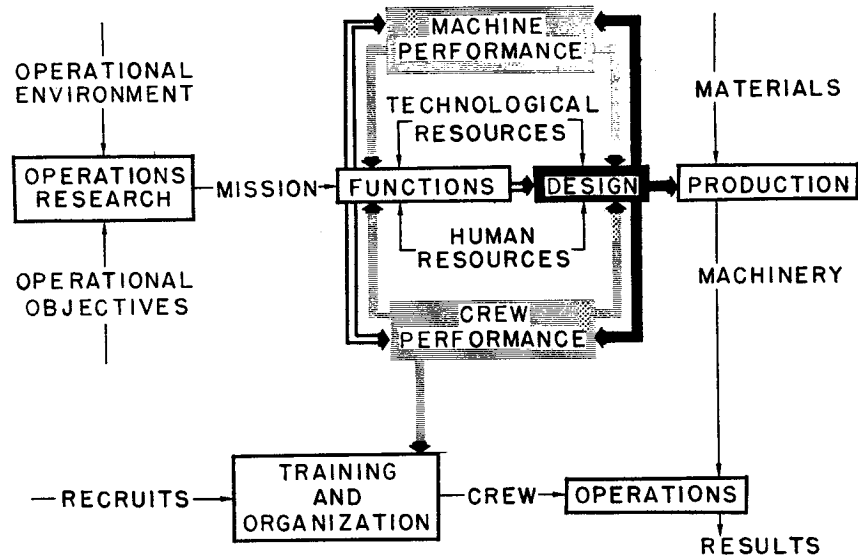 MACHINE
PERFORMANCE
OPERATIONAL
ENVIRONMENT
TECHNOLOGICAL
RESOURCES
MATERIALS
OPERATIONS
RESEARCH
MISSION
FUNCTIONS
DESIGN
PRODUCTION
HUMAN
RESOURCES
OPERATIONAL
OBJECTIVES
MACHINERY
CREW
PERFORMANCE
RECRUITS
TRAINING
AND
ORGANIZATION
CREW
OPERATIONS
RESULTS